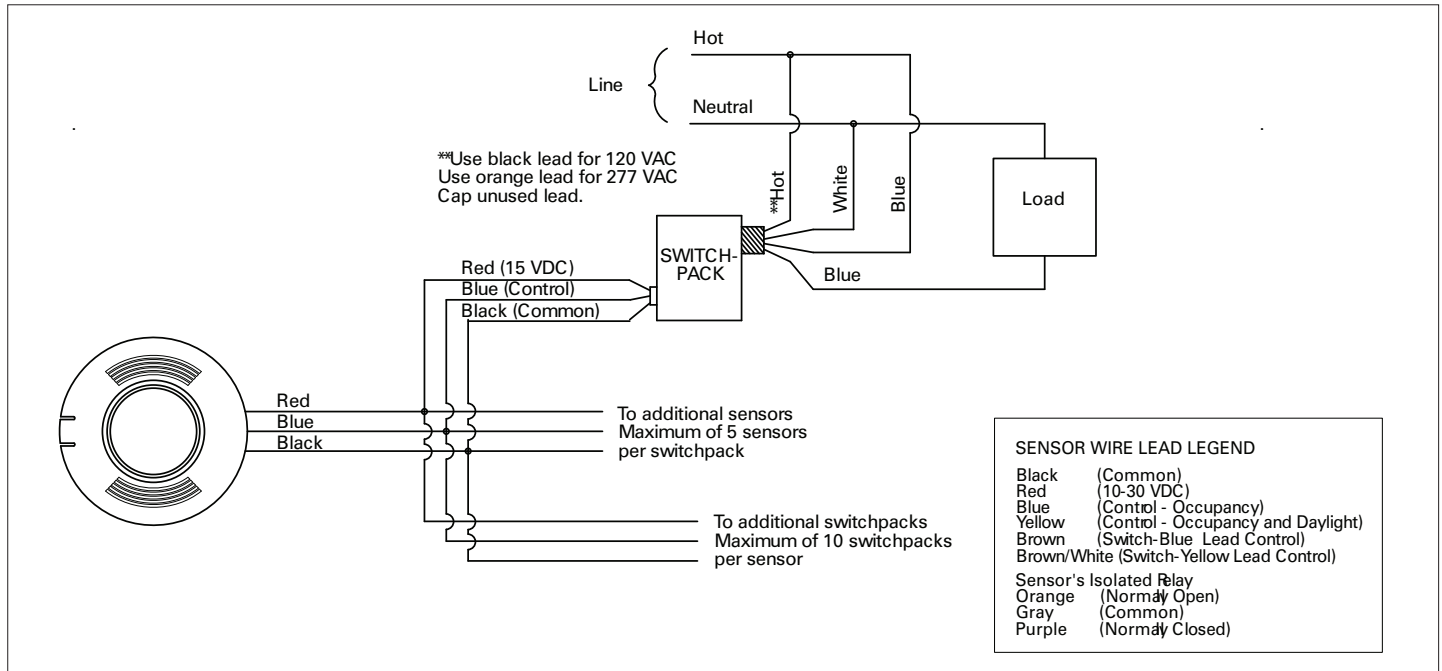 Hot
Line
Neutral
**Use black lead for 120 VAC
Use orange lead for 277 VAC
Cap unused lead.
**Hot
White
Blue
Load
SWITCH-
PACK
Blue
Red (15 VDC)
Blue (Control)
Black (Common)
Red
Blue
Black
To additional sensors
Maximum of 5 sensors
per switchpack
To additional switchpacks
Maximum of 10 switchpacks
per sensor
SENSOR WIRE LEAD LEGEND
Black (Common)
Red (10-30 VDC)
Blue (Control - Occupancy)
Yellow (Control - Occupancy and Daylight)
Brown (Switch-Blue Lead Control)
Brown/White (Switch-Yellow Lead Control)
Sensor's Isolated Relay
Orange (Normally Open)
Gray (Common)
Purple (Normally Closed)